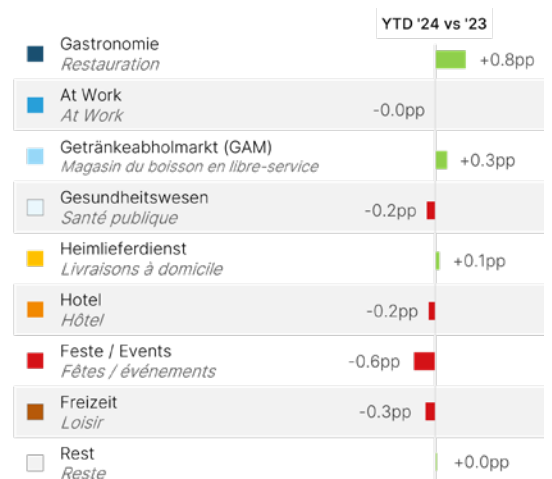 YTD '24 vs '23
Gastronomie
Restauration
+0.8pp
At Work
At Work
-0.0pp
Getränkeabholmarkt (GAM)
Magasin du boisson en libre-service
+0.3pp
Gesundheitswesen
Santé publique
-0.2pp
Heimlieferdienst
Livraisons à domicile
+0.1pp
Hotel
Hôtel
-0.2pp
Feste / Events
Fêtes / événements
-0.6pp
Freizeit
Loisir
-0.3pp
Rest
Reste
+0.0pp